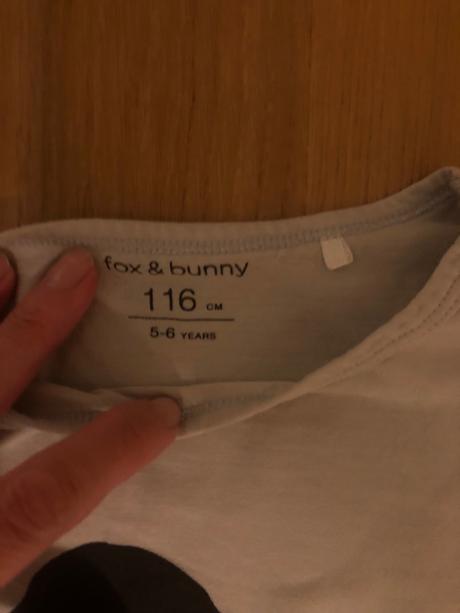 fox & bunny
116 CM
5-6 YEARS